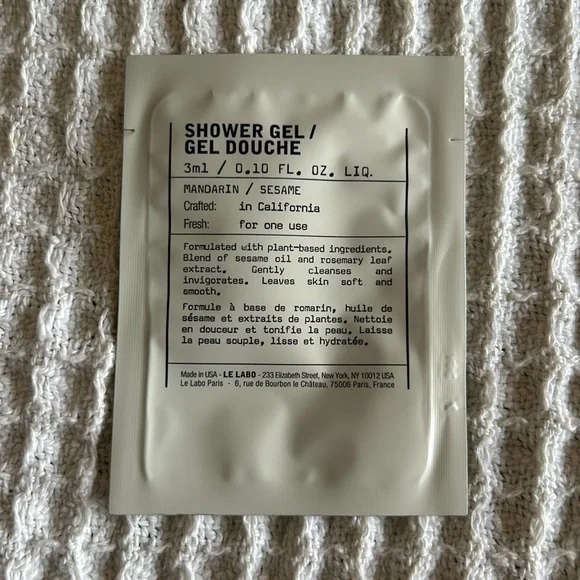 SHOWER GEL /
GEL DOUCHE
3ml / 0.10 FL. OZ. LIQ.
MANDARIN / SESAME
Crafted: in California
Fresh: for one use
Formulated with plant-based ingredients.
Blend of sesame oil and rosemary leaf
extract. Gently cleanses and
invigorates. Leaves skin soft and
smooth.
Formule à base de romarin, huile de
sésame et extraits de plantes. Nettoie
en douceur et tonifie la peau. Laisse
la peau souple, lisse et hydratée.
Made in USA - LE LABO - 233 Elizabeth Street, New York, NY 10012 USA
Le Labo Paris - 6, rue de Bourbon le Château, 75006 Paris, France